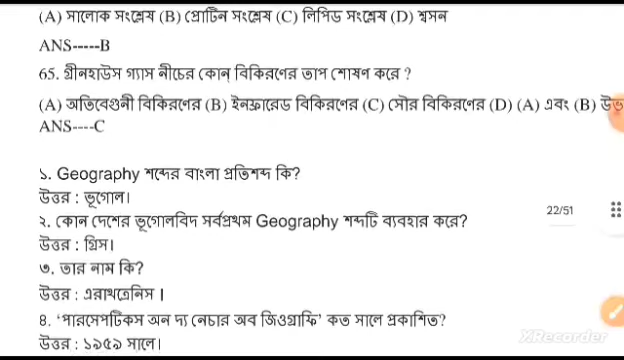 (A) সালোক সংশ্লেষ (B) প্রোটিন সংশ্লেষ (C) লিপিড সংশ্লেষ (D) শ্বসন
ANS-----B
65. গ্রীনহাউস গ্যাস নীচের কোন বিকিরণের তাপ শোষণ করে ?
(A) অতিবেগুনী বিকিরণের (B) ইনফ্রারেড বিকিরণের (C) সৌর বিকিরণের (D) (A) এবং (B) উভ
ANS----C
১. Geography শব্দের বাংলা প্রতিশব্দ কি?
উত্তর : ভূগোল।
২. কোন দেশের ভূগোলবিদ সর্বপ্রথম Geography শব্দটি ব্যবহার করে?
22/51
উত্তর : গ্রিস।
৩. তার নাম কি?
উত্তর : এরাথতেনিস ।
৪. ‘পারসেপটিকস অন দ্য নেচার অব জিওগ্রাফি’ কত সালে প্রকাশিত?
XRecorder
উত্তর : ১৯৫৯ সালে।